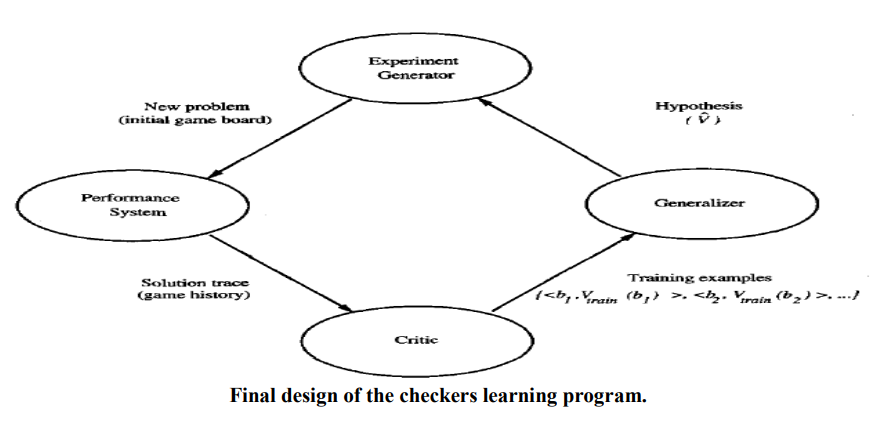 Experiment
Generator
New problem
(initial game board)
Hypothesis
( V̂ )
Performance
System
Generalizer
Solution trace
(game history)
Training examples
{<b₁, Vtrain (b₁) >, <b₂, Vtrain (b₂) >, ...}
Critic
Final design of the checkers learning program.